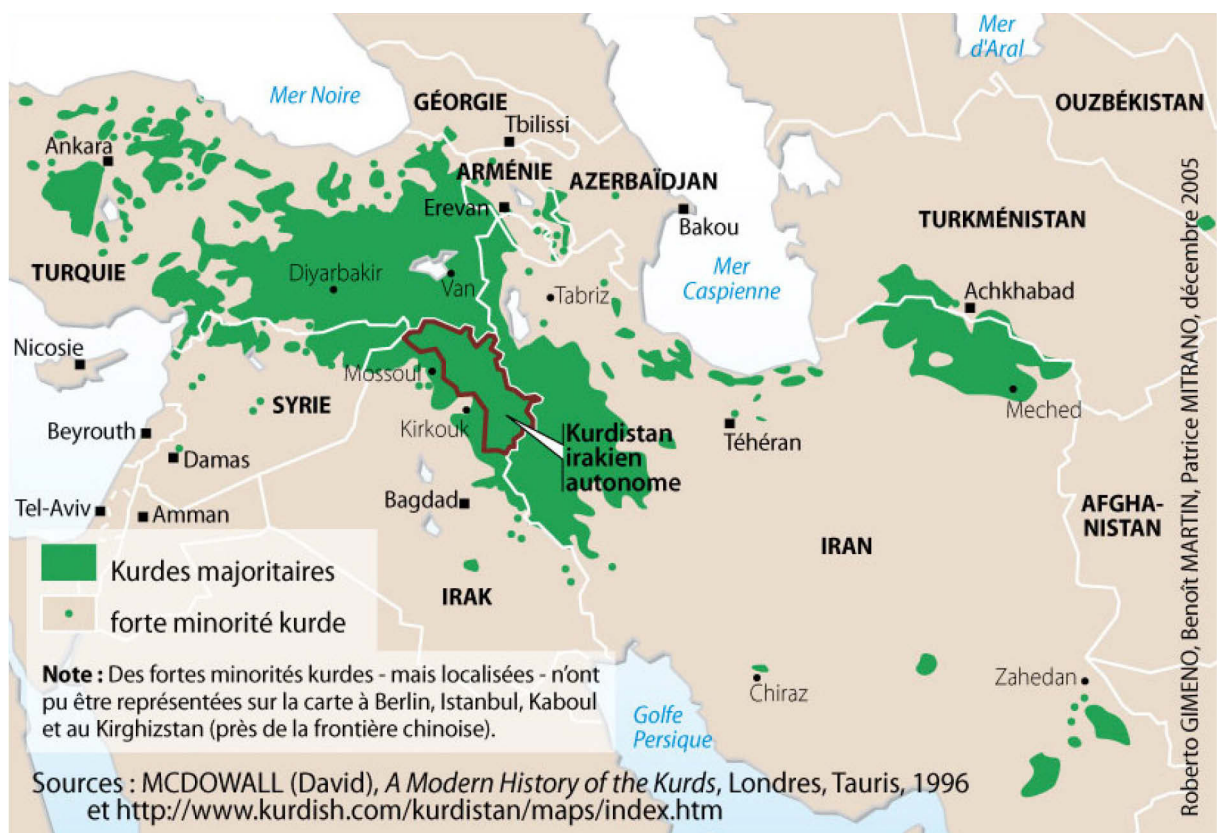 Mer
d'Aral
Mer Noire
GÉORGIE
OUZBÉKISTAN
Tbilissi
Ankara
ARMÉNIE
AZERBAÏDJAN
Erevan
Bakou
TURKMÉNISTAN
TURQUIE
Diyarbakir
Van
Mer
Caspienne
Tabriz
Achkhabad
Nicosie
Mossoul
Meched
SYRIE
Beyrouth
Kirkouk
Kurdistan
irakien
autonome
Téhéran
Damas
Bagdad
Tel-Aviv
Amman
AFGHA-
NISTAN
IRAN
IRAK
Kurdes majoritaires
forte minorité kurde
Note : Des fortes minorités kurdes - mais localisées - n'ont
pu être représentées sur la carte à Berlin, Istanbul, Kaboul
et au Kirghizstan (près de la frontière chinoise).
Chiraz
Zahedan
Golfe
Persique
Sources : MCDOWALL (David), A Modern History of the Kurds, Londres, Tauris, 1996
et http://www.kurdish.com/kurdistan/maps/index.htm
Roberto GIMENO, Benoît MARTIN, Patrice MITRANO, décembre 2005